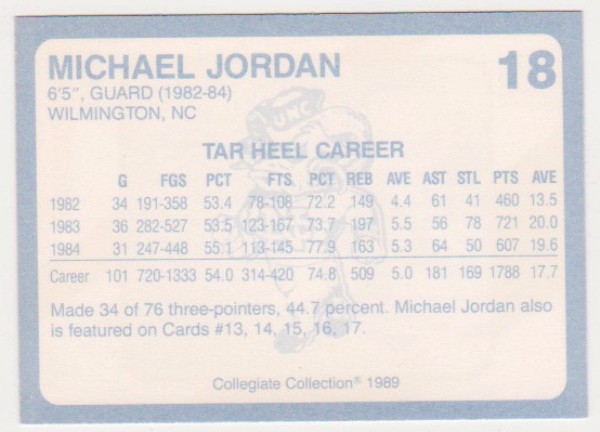 MICHAEL JORDAN 18
6'5", GUARD (1982-84)
WILMINGTON, NC
UNC
TAR HEEL CAREER
G FGS PCT FTS PCT REB AVE AST STL PTS AVE
1982 34 191-358 53.4 78-108 72.2 149 4.4 61 41 460 13.5
1983 36 282-527 53.5 123-167 73.7 197 5.5 56 78 721 20.0
1984 31 247-448 55.1 113-145 77.9 163 5.3 64 50 607 19.6
Career 101 720-1333 54.0 314-420 74.8 509 5.0 181 169 1788 17.7
Made 34 of 76 three-pointers, 44.7 percent. Michael Jordan also
is featured on Cards #13, 14, 15, 16, 17.
Collegiate Collection® 1989